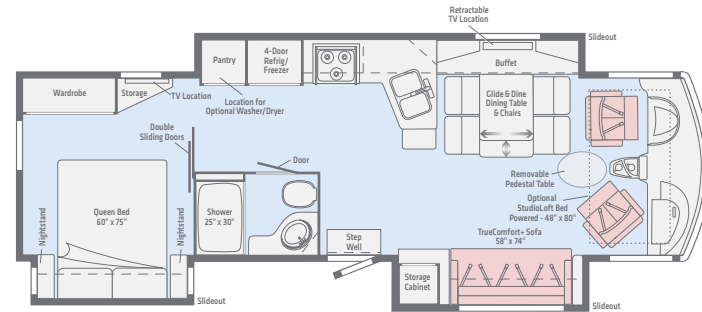 Retractable
TV Location
Slideout
Pantry
4-Door
Refrig/
Freezer
Buffet
Wardrobe
Storage
TV Location
Location for
Optional Washer/Dryer
Glide & Dine
Dining Table
& Chairs
Double
Sliding Doors
Door
Removable
Pedestal Table
Optional
StudioLoft Bed
Powered - 48" x 80"
Queen Bed
60" x 75"
Nightstand
Nightstand
Shower
25" x 30"
Step
Well
TrueComfort+ Sofa
58" x 74"
Storage
Cabinet
Slideout
Slideout